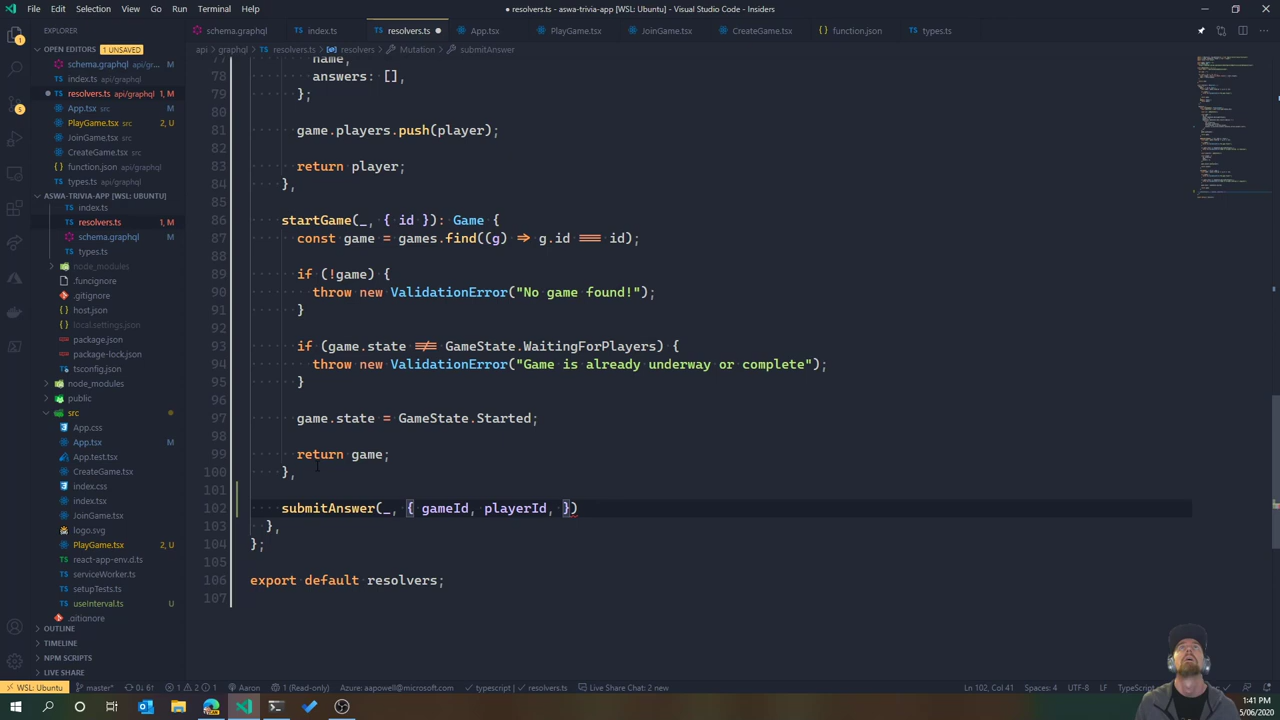 File Edit Selection View Go Run Terminal Help
● resolvers.ts - aswa-trivia-app [WSL: Ubuntu] - Visual Studio Code - Insiders
EXPLORER
schema.graphql
index.ts
resolvers.ts ●
App.tsx
PlayGame.tsx
JoinGame.tsx
CreateGame.tsx
function.json
types.ts
OPEN EDITORS 1 UNSAVED
api > graphql > resolvers.ts > resolvers > Mutation > submitAnswer
schema.graphql api/gr...
index.ts api/graphql
resolvers.ts api/graphql 1, M
App.tsx src
PlayGame.tsx src 2, U
JoinGame.tsx src
CreateGame.tsx src
function.json api/graphql
types.ts api/graphql
ASWA-TRIVIA-APP [WSL: UBUNTU]
index.ts
resolvers.ts 1, M
schema.graphql
types.ts
node_modules
.funcignore
.gitignore
host.json
local.settings.json
package.json
package-lock.json
tsconfig.json
node_modules
public
src
App.css
App.tsx M
App.test.tsx
CreateGame.tsx
index.css
index.tsx
JoinGame.tsx
logo.svg
PlayGame.tsx 2, U
react-app-env.d.ts
serviceWorker.ts
setupTests.ts
useInterval.ts U
.gitignore
OUTLINE
TIMELINE
NPM SCRIPTS
LIVE SHARE
77 name,
78 answers: [],
79 };
80
81 game.players.push(player);
82
83 return player;
84 },
85
86 startGame(_, { id }): Game {
87 const game = games.find((g) => g.id === id);
88
89 if (!game) {
90 throw new ValidationError("No game found!");
91 }
92
93 if (game.state !== GameState.WaitingForPlayers) {
94 throw new ValidationError("Game is already underway or complete");
95 }
96
97 game.state = GameState.Started;
98
99 return game;
100 },
101
102 submitAnswer(_, { gameId, playerId, })
103 },
104 };
105
106 export default resolvers;
107
WSL: Ubuntu master* 0↓ 6↑ 1 2 1 Aaron 1 (Read-only) Azure: aapowell@microsoft.com typescript | ✓ resolvers.ts Live Share Chat: 2 new
Ln 102, Col 41 Spaces: 4 UTF-8 LF TypeScript
1:41 PM
5/06/2020